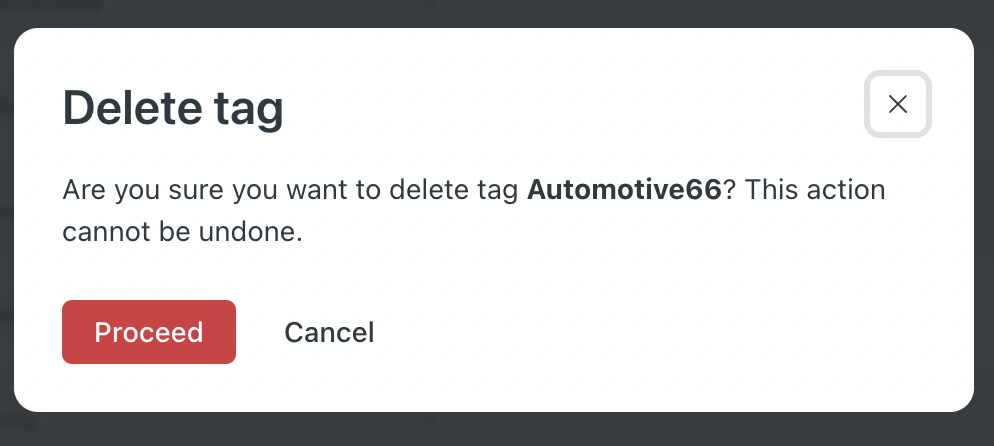 Delete tag
Are you sure you want to delete tag Automotive66? This action
cannot be undone.
Proceed
Cancel